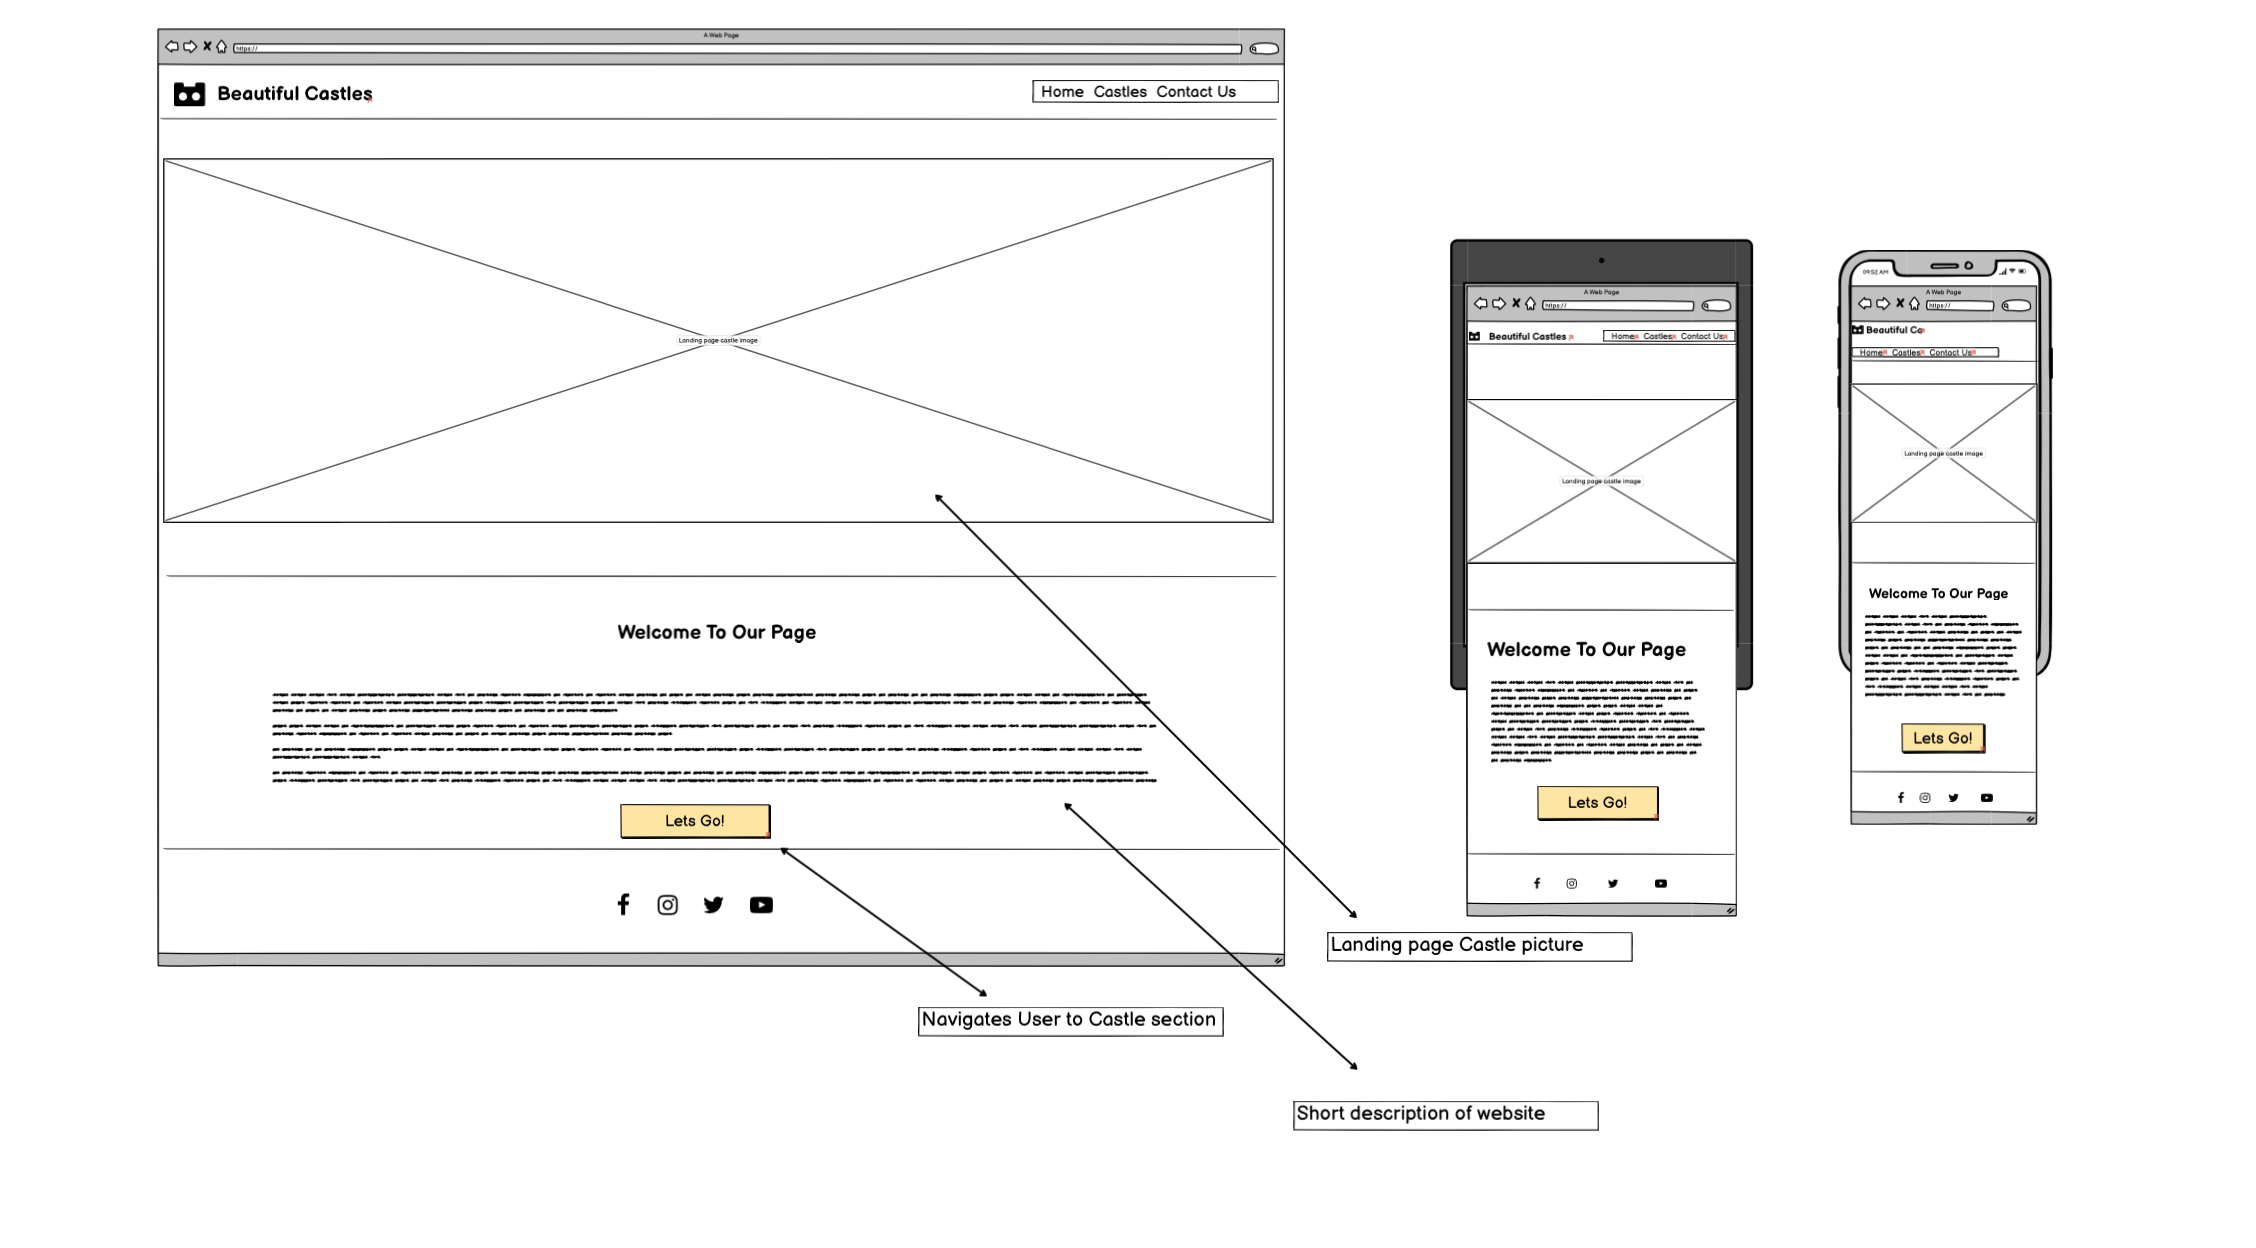 A Web Page
https://
Beautiful Castles
Home Castles Contact Us
Landing page castle image
Welcome To Our Page
Lets Go!
Landing page Castle picture
Navigates User to Castle section
Short description of website
A Web Page
https://
Beautiful Castles
Home Castles Contact Us
Landing page castle image
Welcome To Our Page
Lets Go!
09:52 AM
A Web Page
https://
Beautiful Ca
Home Castles Contact Us
Landing page castle image
Welcome To Our Page
Lets Go!